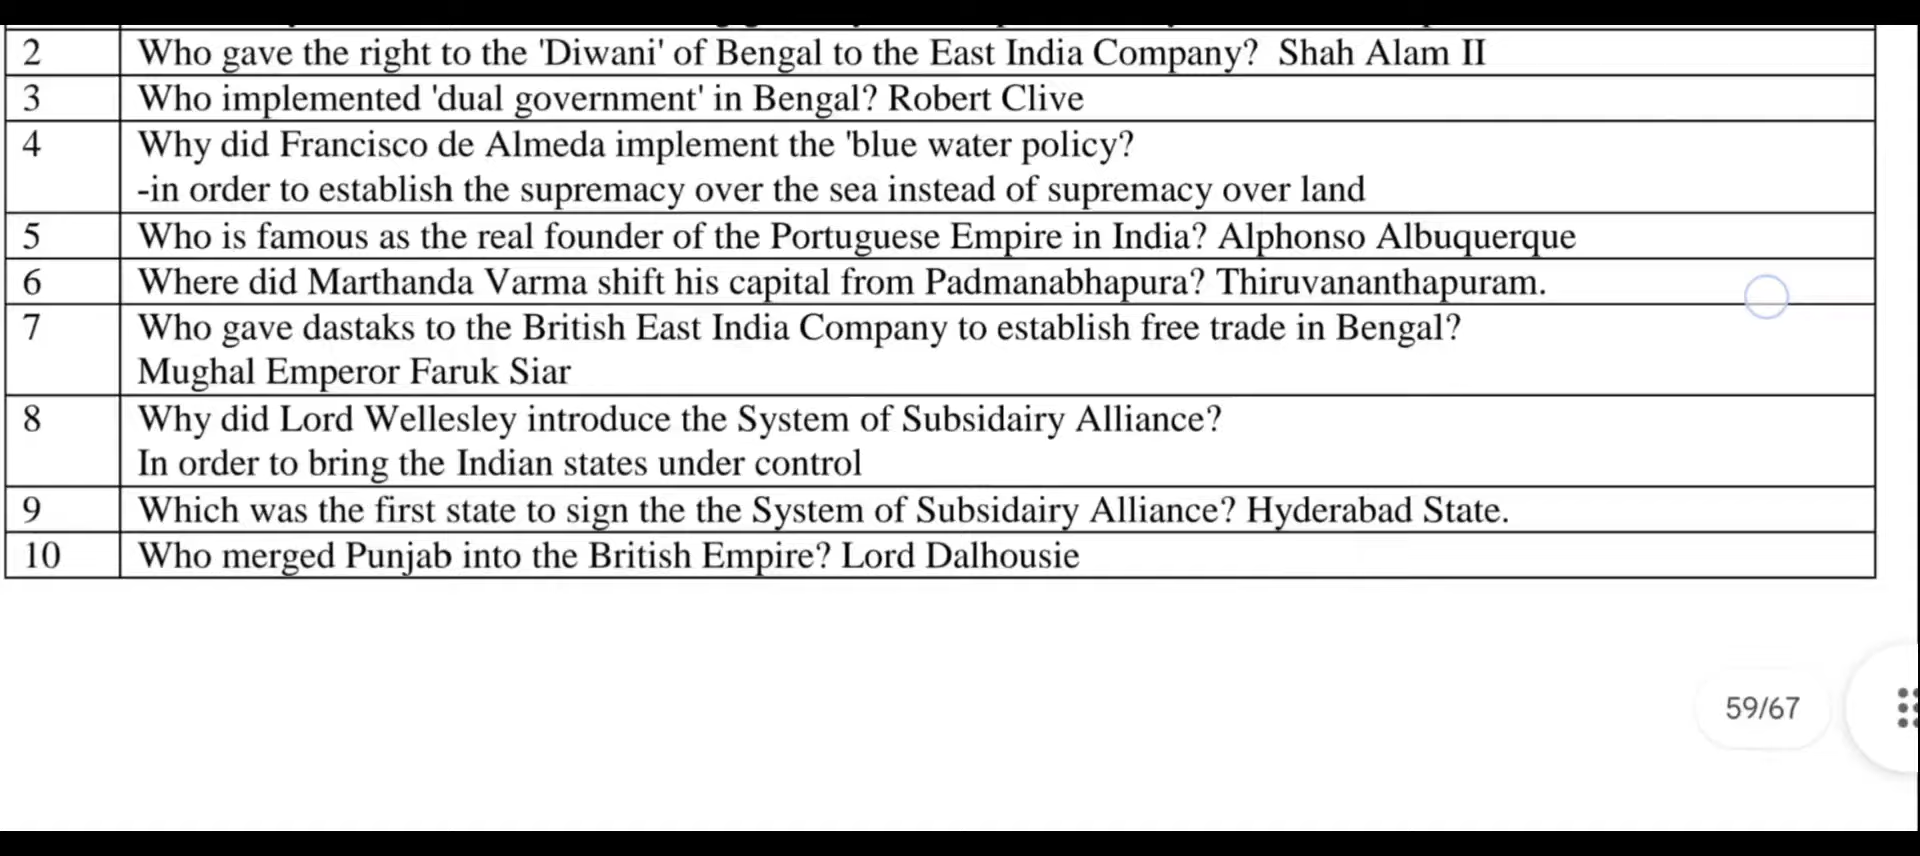 2 Who gave the right to the 'Diwani' of Bengal to the East India Company?  Shah Alam II
3 Who implemented 'dual government' in Bengal? Robert Clive
4 Why did Francisco de Almeda implement the 'blue water policy?
-in order to establish the supremacy over the sea instead of supremacy over land
5 Who is famous as the real founder of the Portuguese Empire in India? Alphonso Albuquerque
6 Where did Marthanda Varma shift his capital from Padmanabhapura? Thiruvananthapuram.
7 Who gave dastaks to the British East India Company to establish free trade in Bengal?
Mughal Emperor Faruk Siar
8 Why did Lord Wellesley introduce the System of Subsidairy Alliance?
In order to bring the Indian states under control
9 Which was the first state to sign the the System of Subsidairy Alliance? Hyderabad State.
10 Who merged Punjab into the British Empire? Lord Dalhousie
59/67